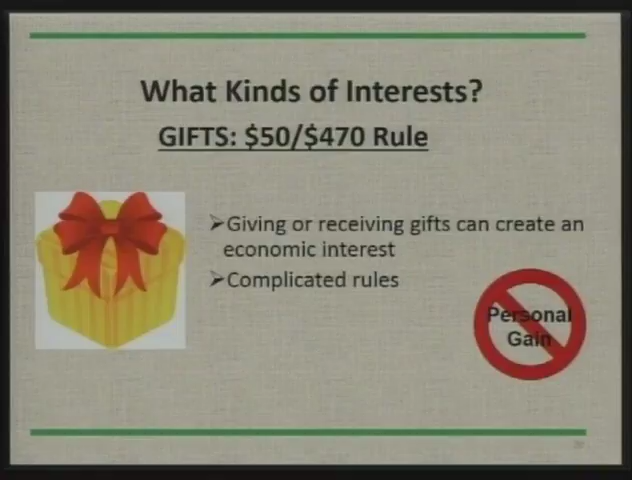 What Kinds of Interests?
GIFTS: $50/$470 Rule
➢Giving or receiving gifts can create an
economic interest
➢Complicated rules
Personal
Gain